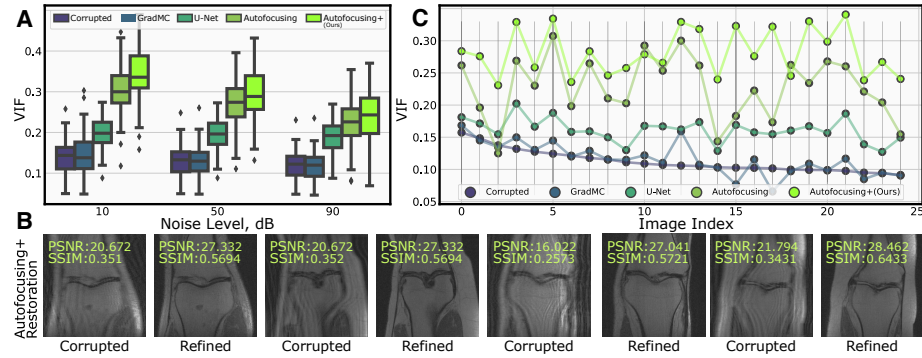 A
Corrupted GradMC U-Net Autofocusing Autofocusing+ (Ours)
VIF
0.4
0.3
0.2
0.1
10 50 90
Noise Level, dB
C
VIF
0.30
0.25
0.20
0.15
0.10
0.05
Corrupted GradMC U-Net Autofocusing Autofocusing+(Ours)
0 5 10 15 20 25
Image Index
B
Autofocusing+
Restoration
PSNR:20.672
SSIM:0.351
Corrupted
PSNR:27.332
SSIM:0.5694
Refined
PSNR:20.672
SSIM:0.352
Corrupted
PSNR:27.332
SSIM:0.5694
Refined
PSNR:16.022
SSIM:0.2573
Corrupted
PSNR:27.041
SSIM:0.5721
Refined
PSNR:21.794
SSIM:0.3431
Corrupted
PSNR:28.462
SSIM:0.6433
Refined